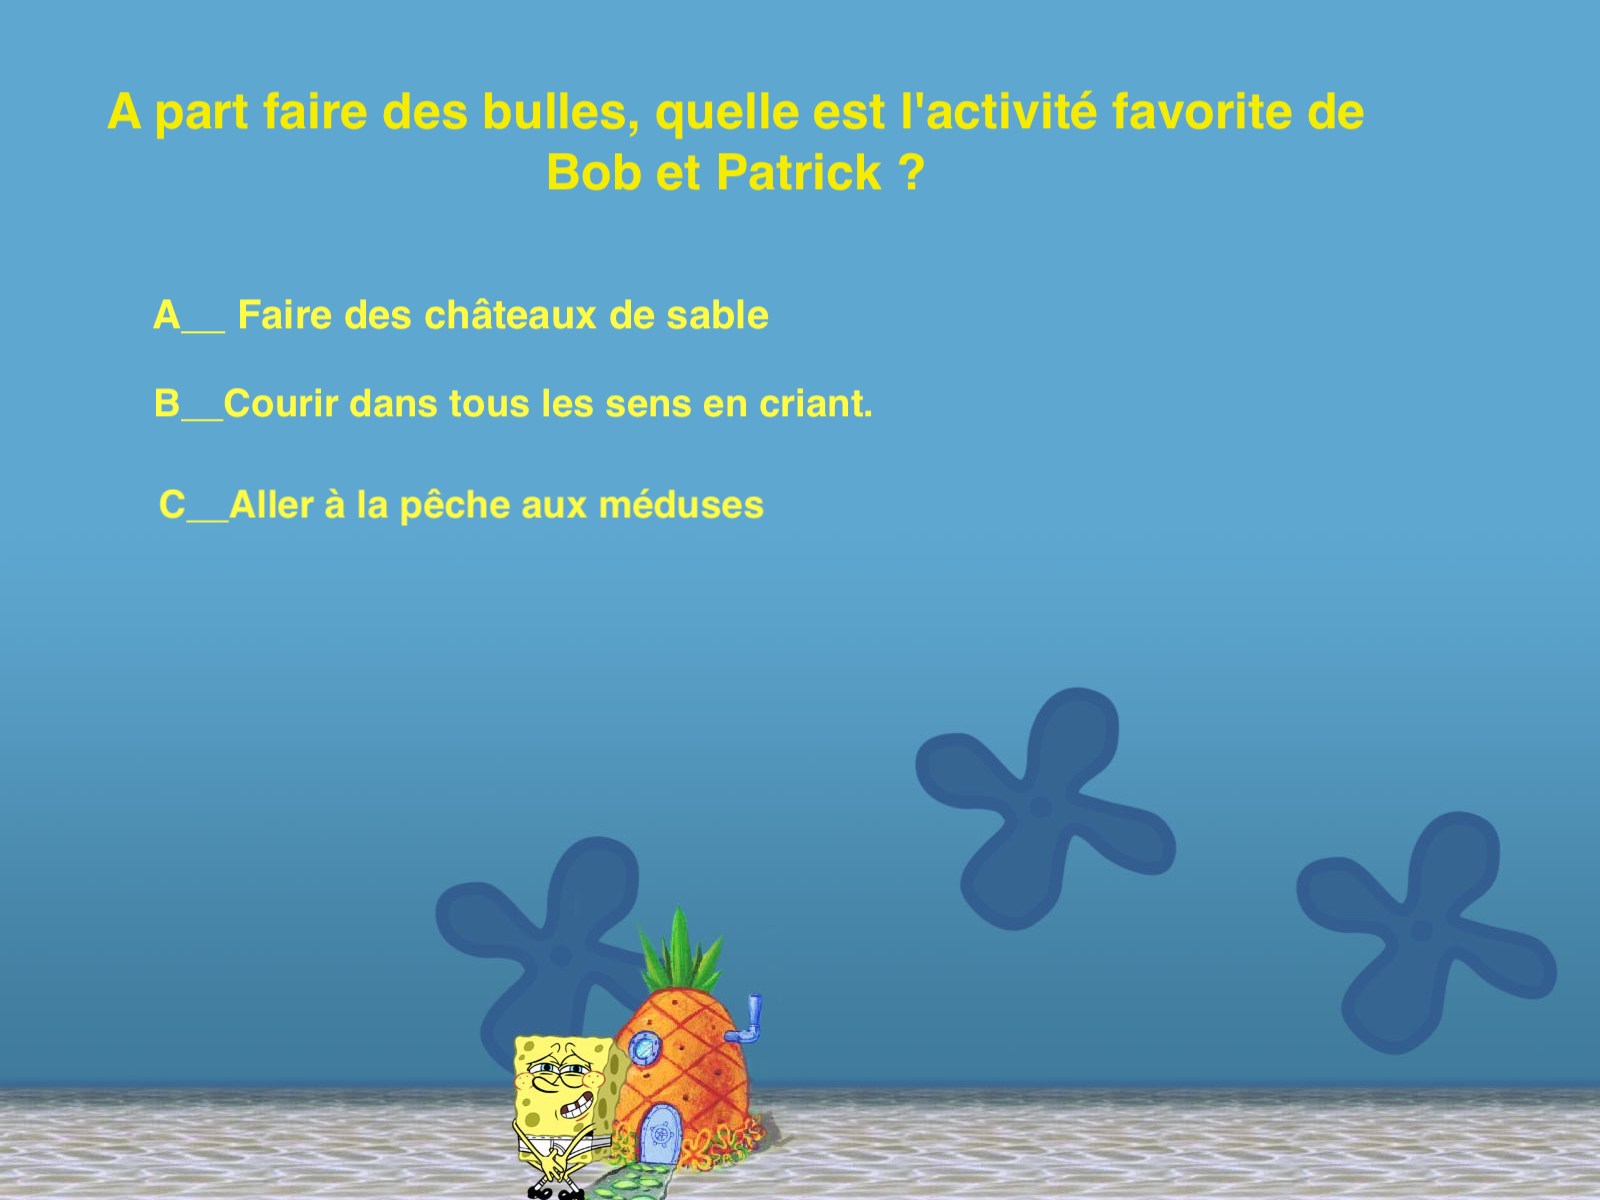 A part faire des bulles, quelle est l'activité favorite de
Bob et Patrick ?
A__ Faire des châteaux de sable
B__Courir dans tous les sens en criant.
C__Aller à la pêche aux méduses